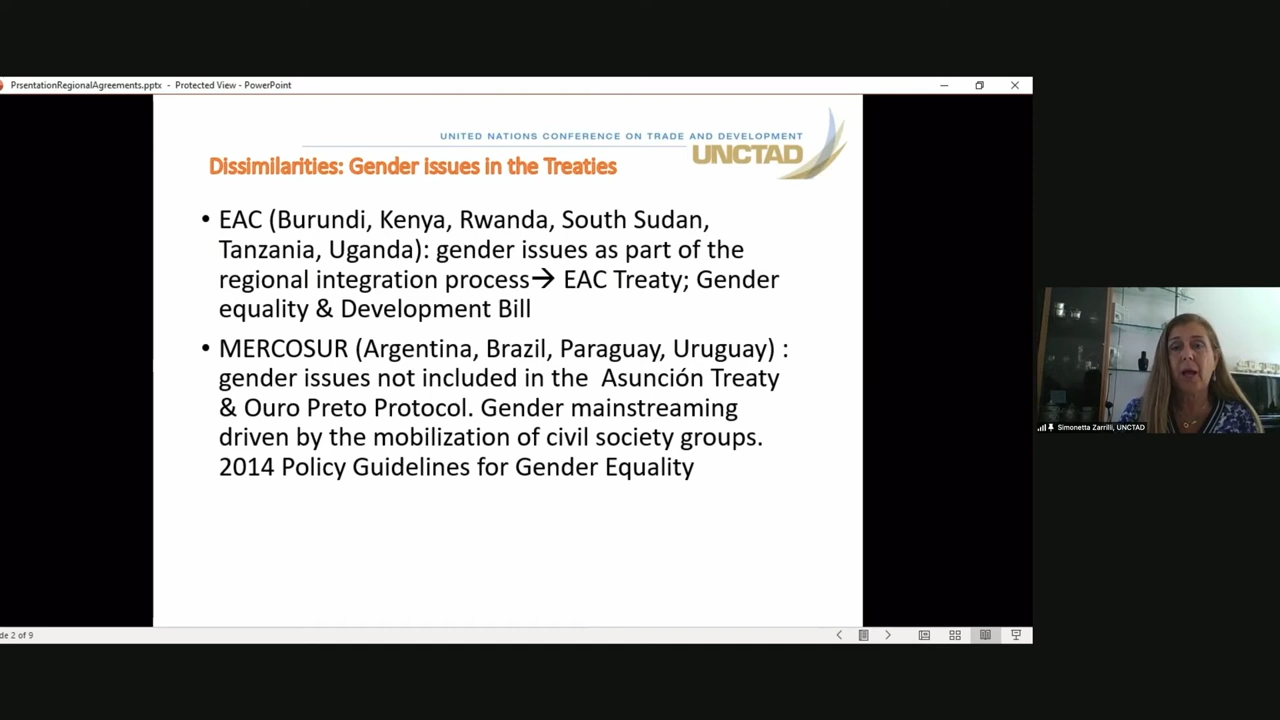 PrsentationRegionalAgreements.pptx - Protected View - PowerPoint
UNITED NATIONS CONFERENCE ON TRADE AND DEVELOPMENT
UNCTAD
Dissimilarities: Gender issues in the Treaties
• EAC (Burundi, Kenya, Rwanda, South Sudan,
Tanzania, Uganda): gender issues as part of the
regional integration process→ EAC Treaty; Gender
equality & Development Bill
• MERCOSUR (Argentina, Brazil, Paraguay, Uruguay) :
gender issues not included in the Asunción Treaty
& Ouro Preto Protocol. Gender mainstreaming
driven by the mobilization of civil society groups.
2014 Policy Guidelines for Gender Equality
Simonetta Zarrilli, UNCTAD
de 2 of 9